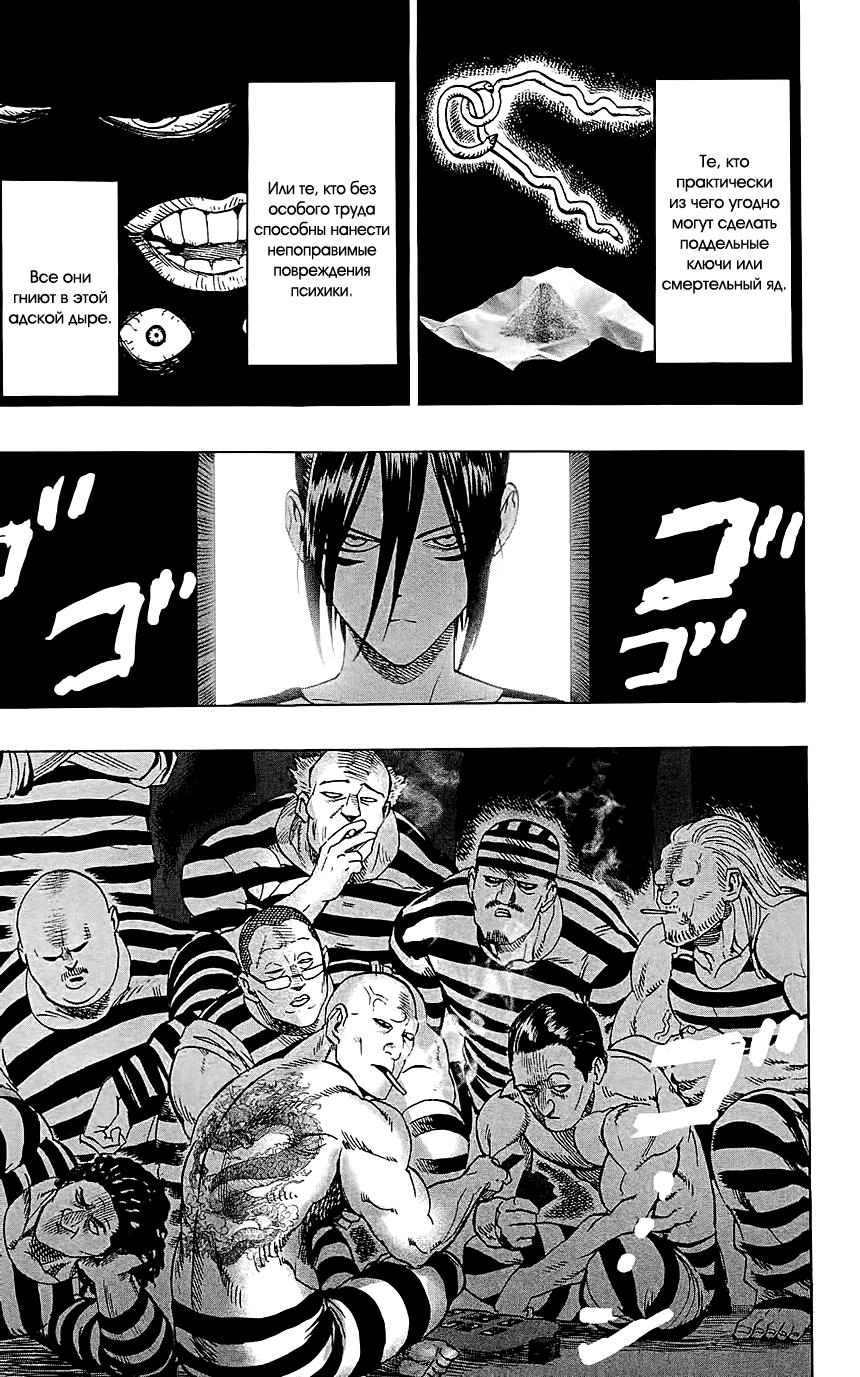 Те, кто
практически
из чего угодно
могут сделать
поддельные
ключи или
смертельный яд.
Или те, кто без
особого труда
способны нанести
непоправимые
повреждения
психики.
Все они
гниют в этой
адской дыре.
ゴ
ゴ
ゴ
ゴ
ゴ
…